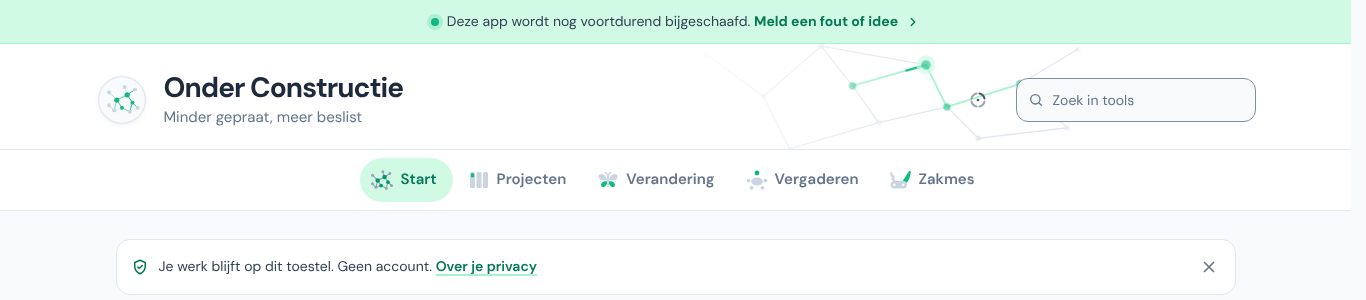 Deze app wordt nog voortdurend bijgeschaafd. Meld een fout of idee
Onder Constructie
Minder gepraat, meer beslist
Zoek in tools
Start
Projecten
Verandering
Vergaderen
Zakmes
Je werk blijft op dit toestel. Geen account. Over je privacy